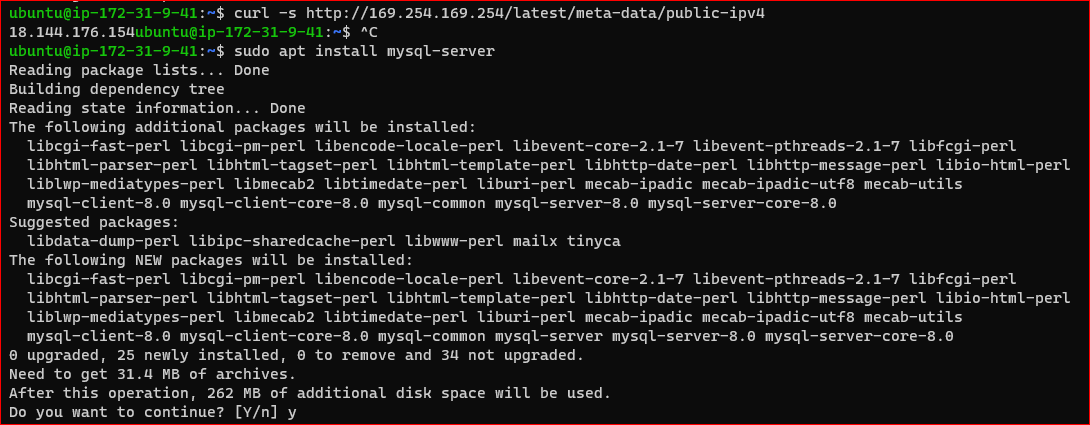 ubuntu@ip-172-31-9-41:~$ curl -s http://169.254.169.254/latest/meta-data/public-ipv4
18.144.176.154ubuntu@ip-172-31-9-41:~$ ^C
ubuntu@ip-172-31-9-41:~$ sudo apt install mysql-server
Reading package lists... Done
Building dependency tree
Reading state information... Done
The following additional packages will be installed:
  libcgi-fast-perl libcgi-pm-perl libencode-locale-perl libevent-core-2.1-7 libevent-pthreads-2.1-7 libfcgi-perl
  libhtml-parser-perl libhtml-tagset-perl libhtml-template-perl libhttp-date-perl libhttp-message-perl libio-html-perl
  liblwp-mediatypes-perl libmecab2 libtimedate-perl liburi-perl mecab-ipadic mecab-ipadic-utf8 mecab-utils
  mysql-client-8.0 mysql-client-core-8.0 mysql-common mysql-server-8.0 mysql-server-core-8.0
Suggested packages:
  libdata-dump-perl libipc-sharedcache-perl libwww-perl mailx tinyca
The following NEW packages will be installed:
  libcgi-fast-perl libcgi-pm-perl libencode-locale-perl libevent-core-2.1-7 libevent-pthreads-2.1-7 libfcgi-perl
  libhtml-parser-perl libhtml-tagset-perl libhtml-template-perl libhttp-date-perl libhttp-message-perl libio-html-perl
  liblwp-mediatypes-perl libmecab2 libtimedate-perl liburi-perl mecab-ipadic mecab-ipadic-utf8 mecab-utils
  mysql-client-8.0 mysql-client-core-8.0 mysql-common mysql-server mysql-server-8.0 mysql-server-core-8.0
0 upgraded, 25 newly installed, 0 to remove and 34 not upgraded.
Need to get 31.4 MB of archives.
After this operation, 262 MB of additional disk space will be used.
Do you want to continue? [Y/n] y